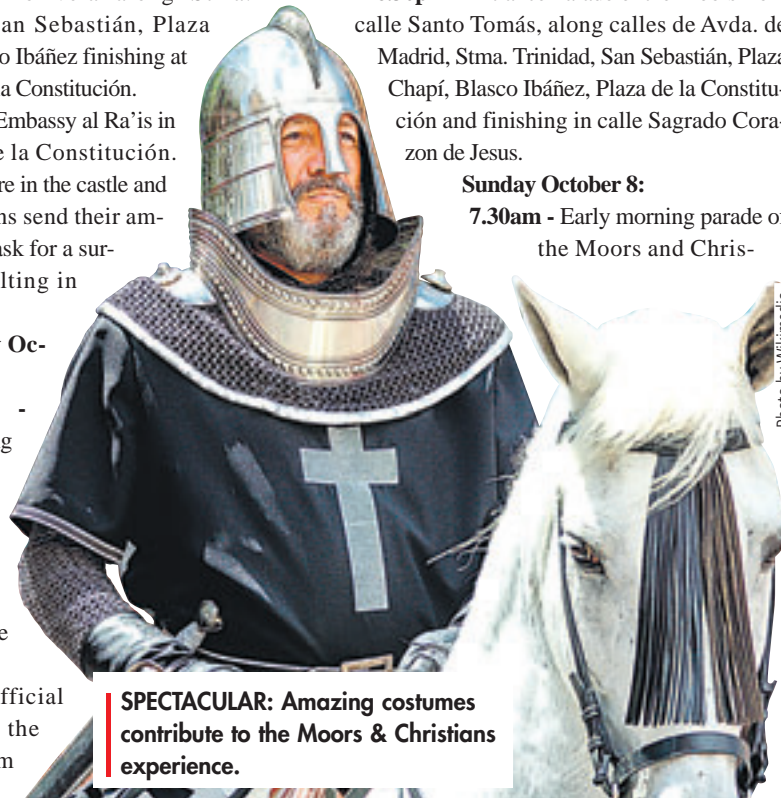 an Sebastián, Plaza
o Ibáñez finishing at
a Constitución.
Embassy al Ra'is in
e la Constitución.
re in the castle and
ns send their am-
ask for a sur-
lting in
Oc-
-
g
e
fficial
the
m
calle Santo Tomás, along calles de Avda. de
Madrid, Stma. Trinidad, San Sebastián, Plaza
Chapí, Blasco Ibáñez, Plaza de la Constitu-
ción and finishing in calle Sagrado Cora-
zon de Jesus.
Sunday October 8:
7.30am - Early morning parade of
the Moors and Chris-
Photo by Wikimedia /
SPECTACULAR: Amazing costumes
contribute to the Moors & Christians
experience.